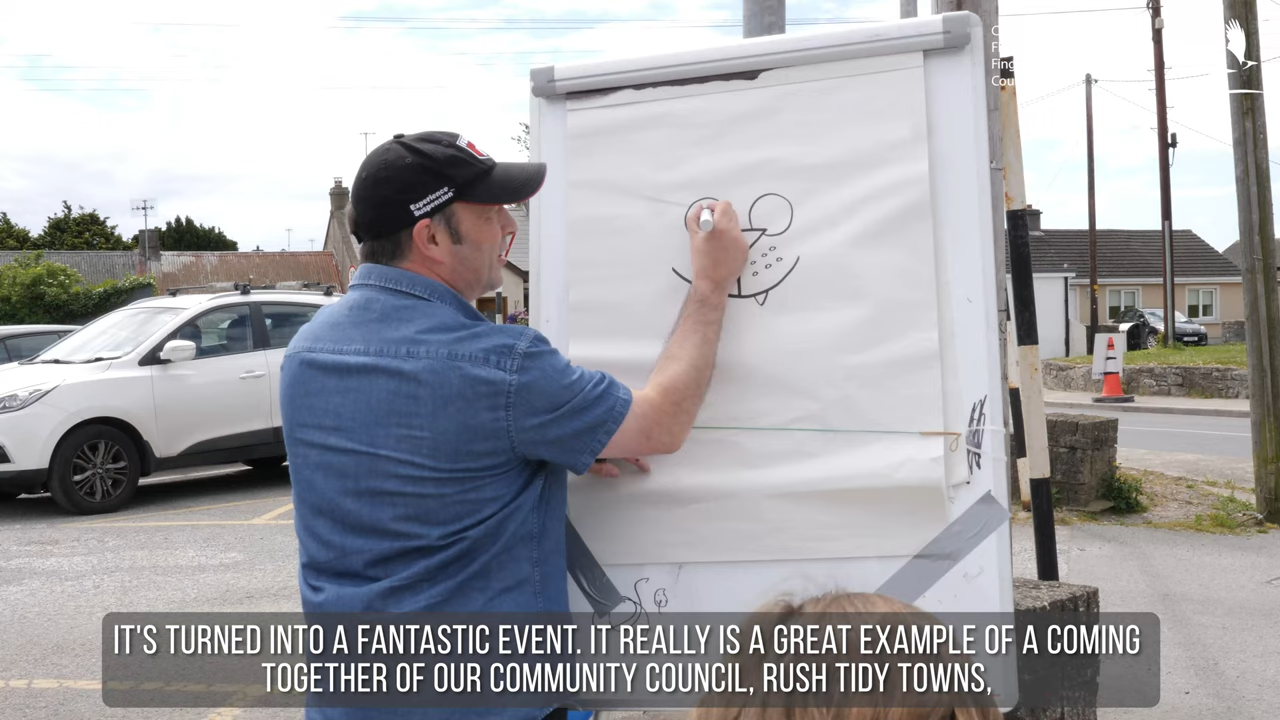 Experience
Suspension
IT'S TURNED INTO A FANTASTIC EVENT. IT REALLY IS A GREAT EXAMPLE OF A COMING
TOGETHER OF OUR COMMUNITY COUNCIL, RUSH TIDY TOWNS,